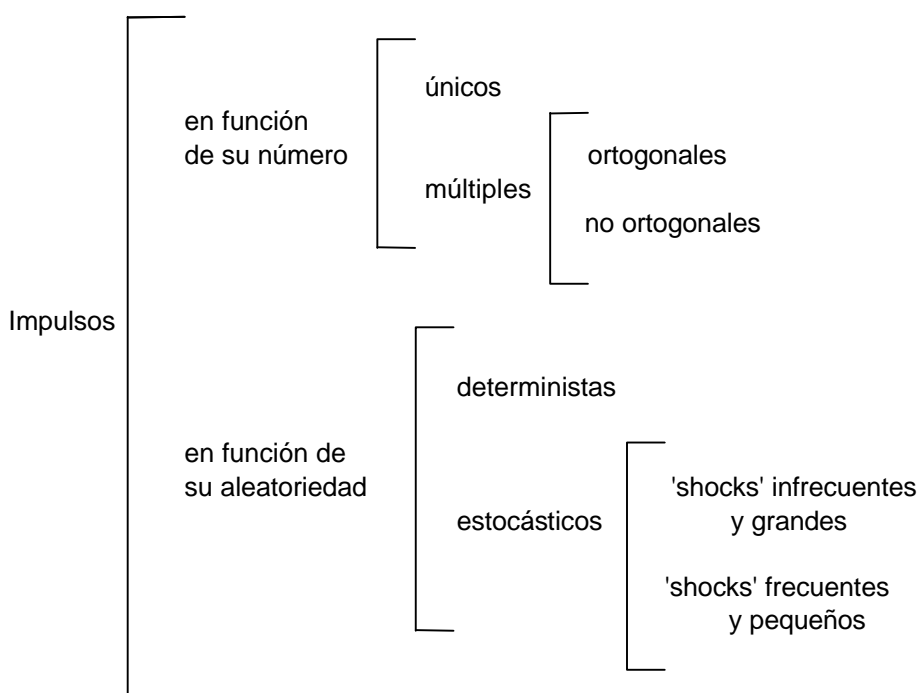 Impulsos
en función
de su número
únicos
múltiples
ortogonales
no ortogonales
en función de
su aleatoriedad
deterministas
estocásticos
'shocks' infrecuentes
y grandes
'shocks' frecuentes
y pequeños